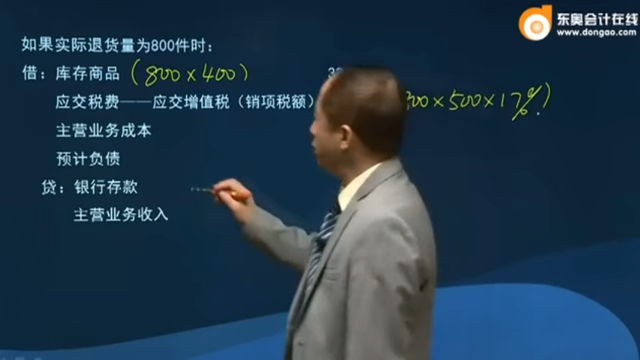 东奥会计在线
www.dongao.com
如果实际退货量为800件时:
借:库存商品(800×400)
应交税费——应交增值税(销项税额) 00×500×17%)
主营业务成本
预计负债
贷:银行存款
主营业务收入